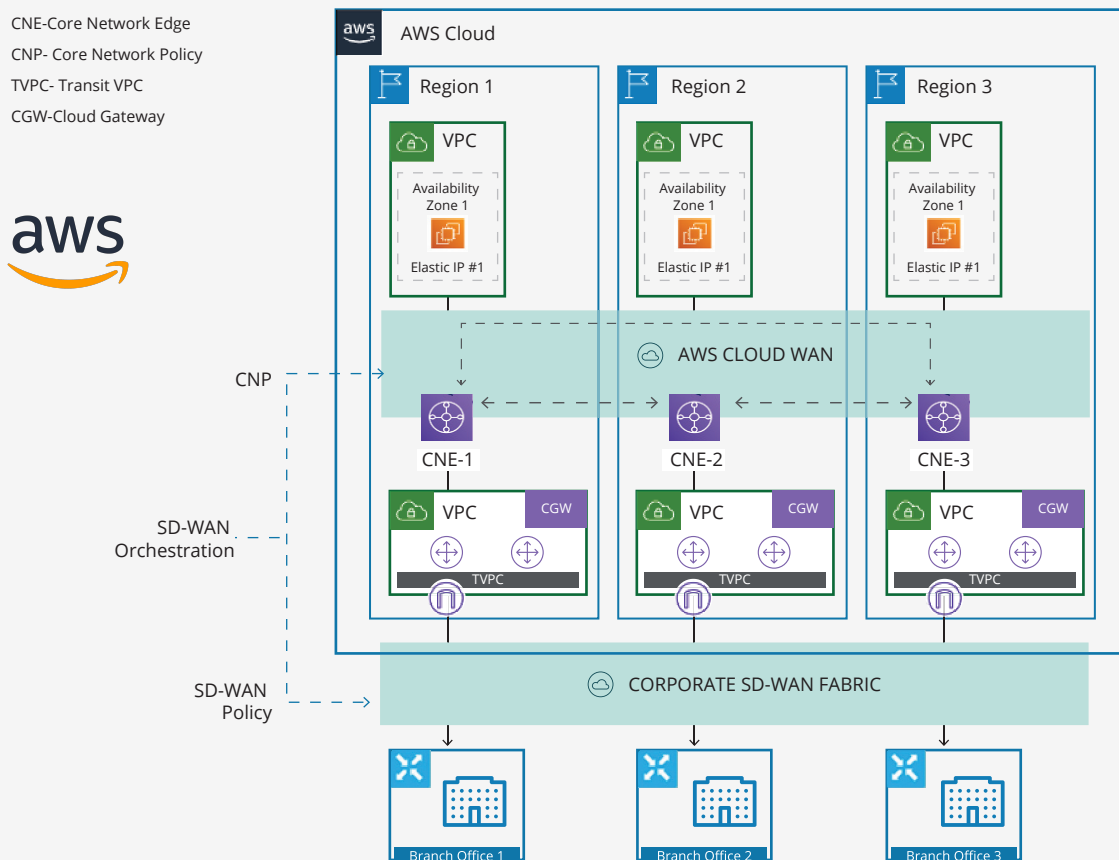 CNE-Core Network Edge
CNP- Core Network Policy
TVPC- Transit VPC
CGW-Cloud Gateway
aws
aws
AWS Cloud
Region 1
Region 2
Region 3
VPC
VPC
VPC
Availability
Zone 1
Elastic IP #1
Availability
Zone 1
Elastic IP #1
Availability
Zone 1
Elastic IP #1
AWS CLOUD WAN
CNP
CNE-1
CNE-2
CNE-3
VPC
CGW
TVPC
VPC
CGW
TVPC
VPC
CGW
TVPC
SD-WAN
Orchestration
SD-WAN
Policy
CORPORATE SD-WAN FABRIC
Branch Office 1
Branch Office 2
Branch Office 3